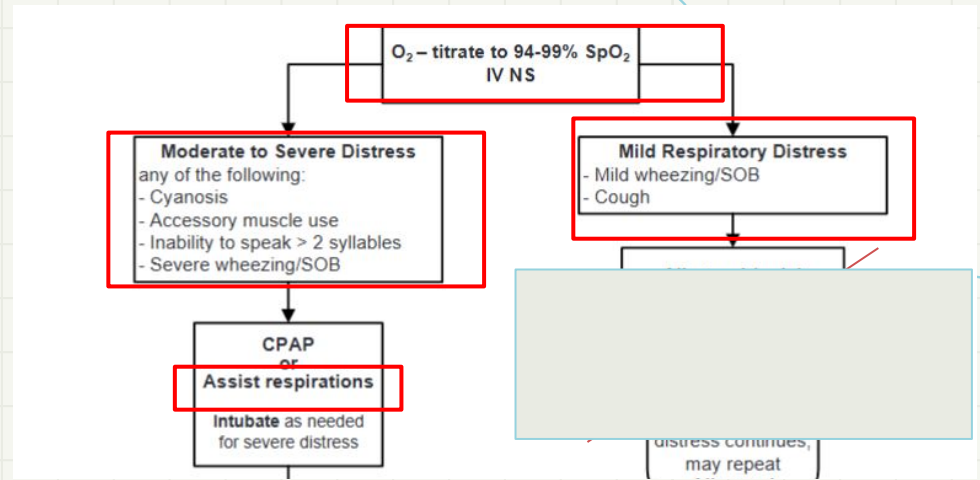 O₂ – titrate to 94-99% SpO₂
IV NS
Moderate to Severe Distress
any of the following:
- Cyanosis
- Accessory muscle use
- Inability to speak > 2 syllables
- Severe wheezing/SOB
Mild Respiratory Distress
- Mild wheezing/SOB
- Cough
CPAP
or
Assist respirations
Intubate as needed
for severe distress
distress continues,
may repeat